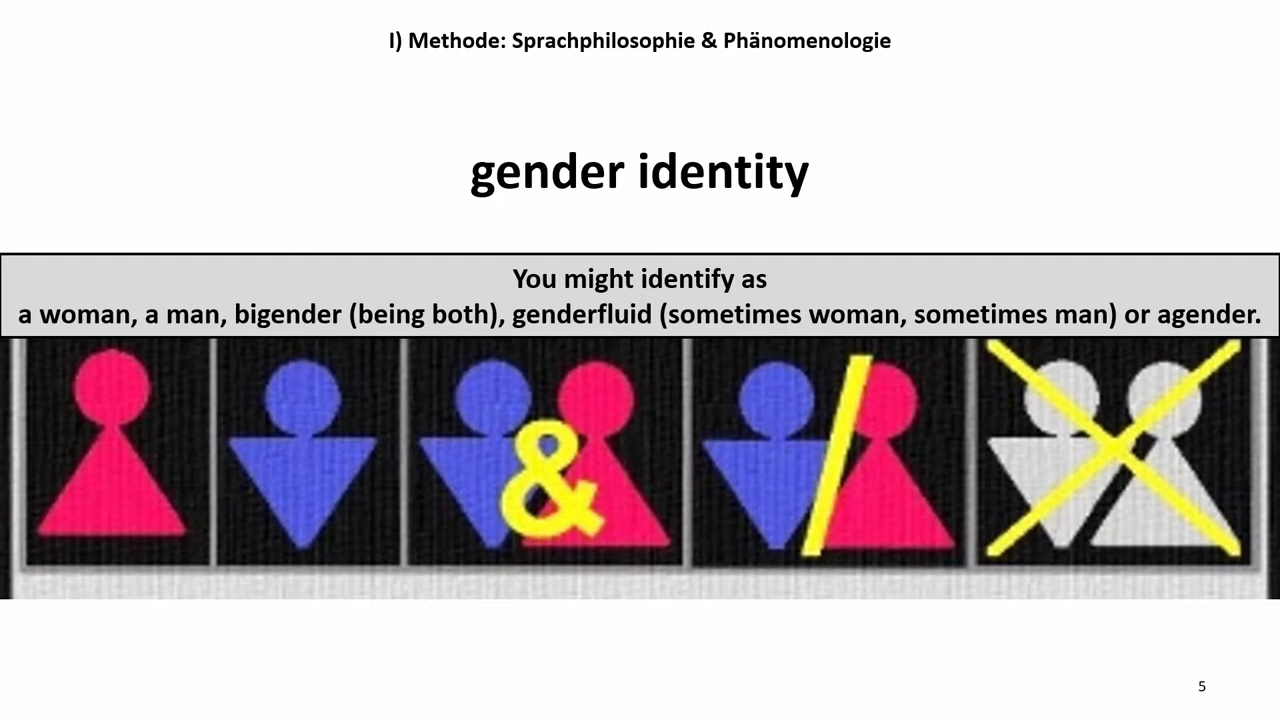 I) Methode: Sprachphilosophie & Phänomenologie
gender identity
You might identify as
a woman, a man, bigender (being both), genderfluid (sometimes woman, sometimes man) or agender.
&
/
5